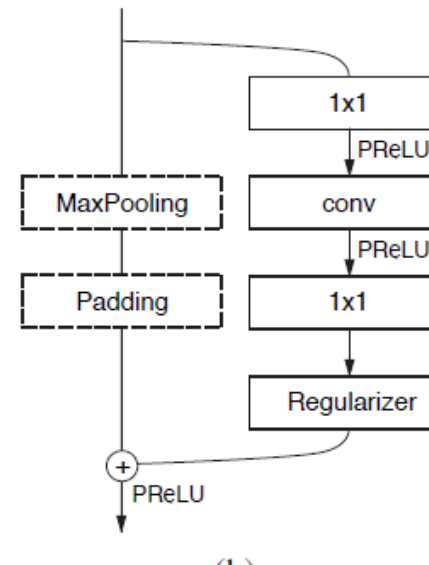 1x1
PReLU
MaxPooling
conv
PReLU
Padding
1x1
Regularizer
+
PReLU